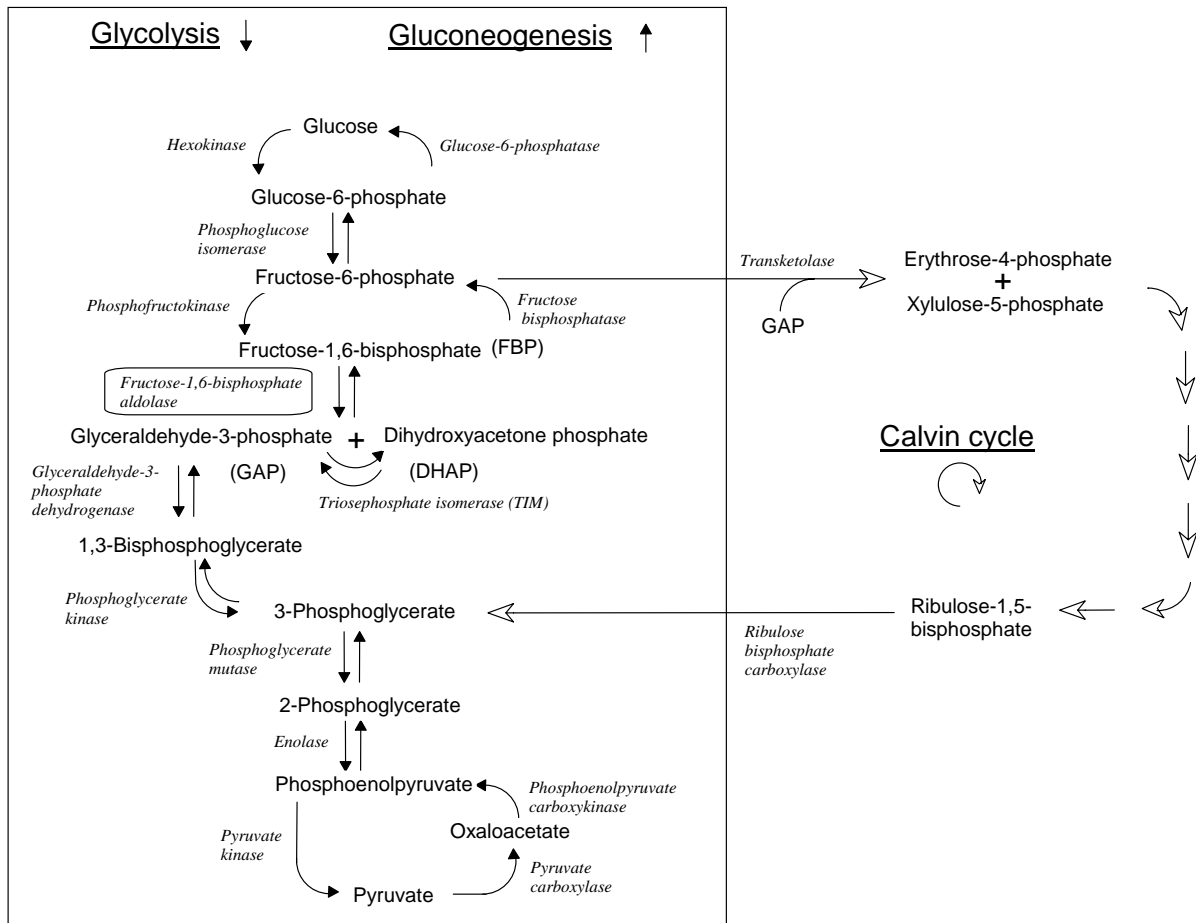 Glycolysis
Gluconeogenesis
Glucose
Hexokinase
Glucose-6-phosphatase
Glucose-6-phosphate
Phosphoglucose
isomerase
Fructose-6-phosphate
Transketolase
GAP
Erythrose-4-phosphate
+
Xylulose-5-phosphate
Phosphofructokinase
Fructose
bisphosphatase
Fructose-1,6-bisphosphate (FBP)
Fructose-1,6-bisphosphate
aldolase
Glyceraldehyde-3-phosphate + Dihydroxyacetone phosphate
(GAP)
(DHAP)
Calvin cycle
Glyceraldehyde-3-
phosphate
dehydrogenase
Triosephosphate isomerase (TIM)
1,3-Bisphosphoglycerate
Phosphoglycerate
kinase
3-Phosphoglycerate
Ribulose-1,5-
bisphosphate
Ribulose
bisphosphate
carboxylase
Phosphoglycerate
mutase
2-Phosphoglycerate
Enolase
Phosphoenolpyruvate
Phosphoenolpyruvate
carboxykinase
Oxaloacetate
Pyruvate
kinase
Pyruvate
carboxylase
Pyruvate